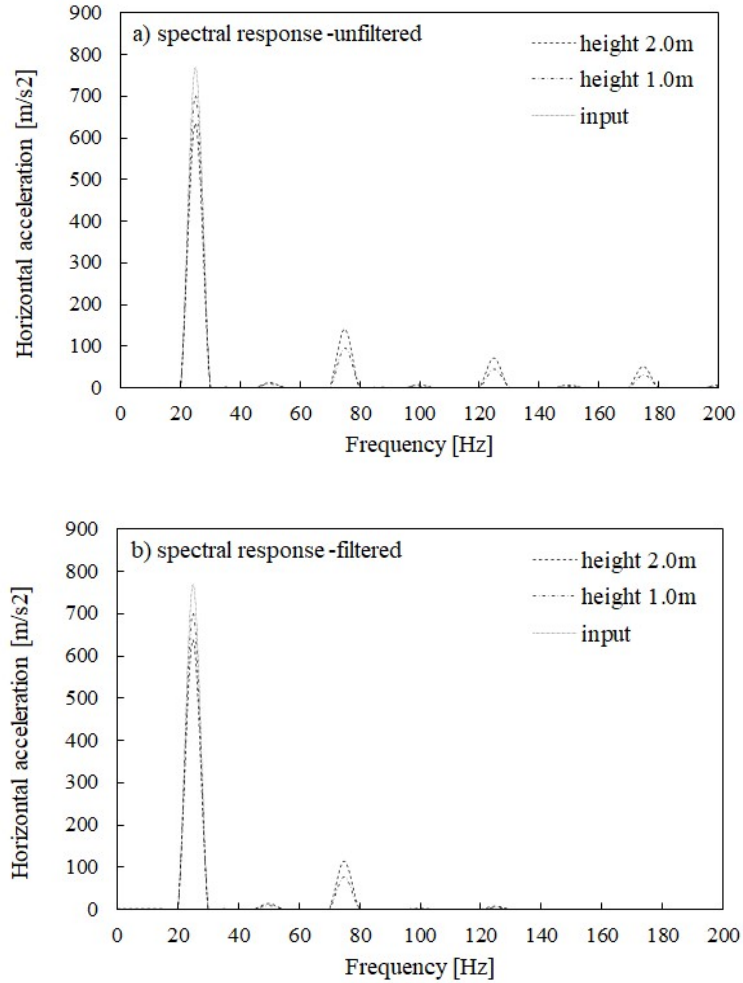 900
800
700
600
500
400
300
200
100
0
Horizontal acceleration [m/s2]
a) spectral response -unfiltered
height 2.0m
height 1.0m
input
0 20 40 60 80 100 120 140 160 180 200
Frequency [Hz]
900
800
700
600
500
400
300
200
100
0
Horizontal acceleration [m/s2]
b) spectral response -filtered
height 2.0m
height 1.0m
input
0 20 40 60 80 100 120 140 160 180 200
Frequency [Hz]